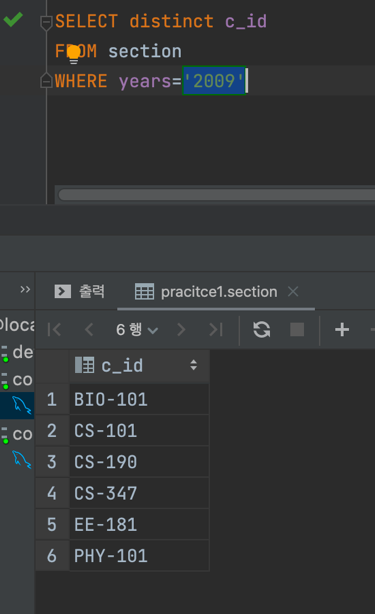 SELECT distinct c_id
FROM section
WHERE years='2009'
>> 출력 pracitce1.section ×
@loca
6 행
de
co
co
c_id
1 BIO-101
2 CS-101
3 CS-190
4 CS-347
5 EE-181
6 PHY-101